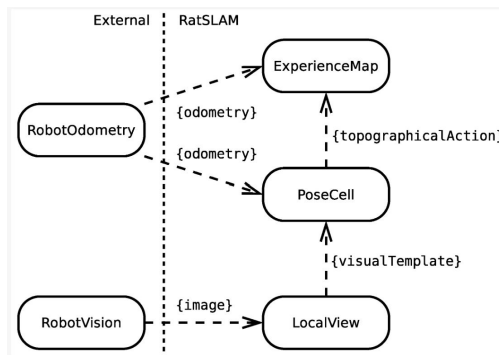 External RatSLAM
ExperienceMap
{odometry}
RobotOdometry
{topographicalAction}
{odometry}
PoseCell
{visualTemplate}
{image}
RobotVision
LocalView